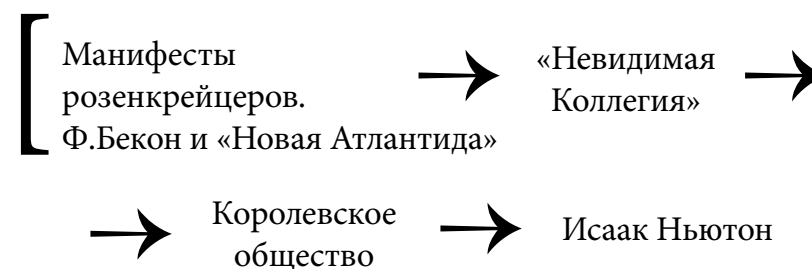 Манифесты
розенкрейцеров.
Ф.Бекон и «Новая Атлантида»
«Невидимая
Коллегия»
Королевское
общество
Исаак Ньютон